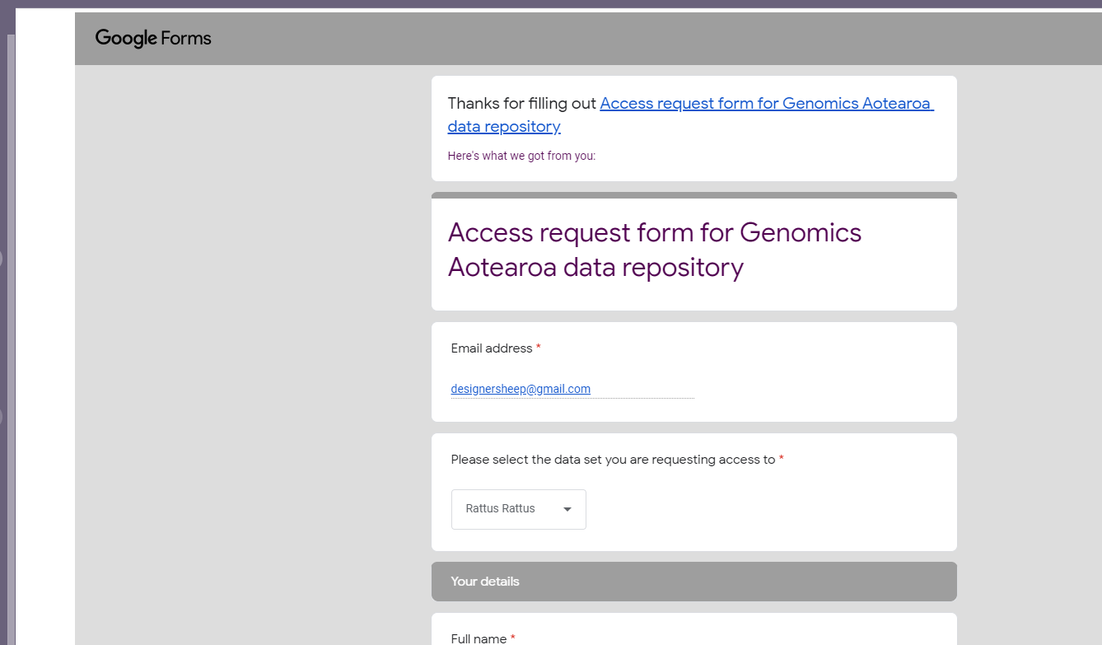 Google Forms
Thanks for filling out Access request form for Genomics Aotearoa
data repository
Here's what we got from you:
Access request form for Genomics
Aotearoa data repository
Email address *
designersheep@gmail.com
Please select the data set you are requesting access to *
Rattus Rattus
Your details
Full name *